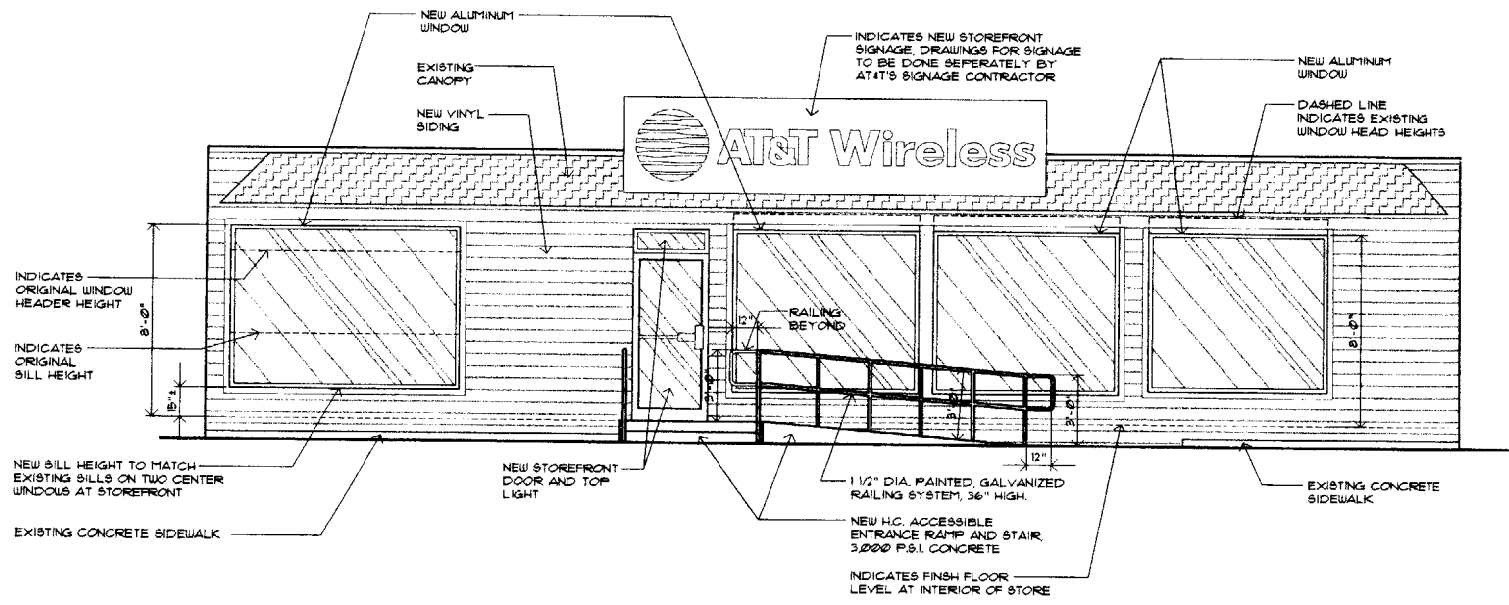 NEW ALUMINUM
WINDOW
EXISTING
CANOPY
NEW VINYL
SIDING
INDICATES NEW STOREFRONT
SIGNAGE, DRAWINGS FOR SIGNAGE
TO BE DONE SEPERATELY BY
AT&T'S SIGNAGE CONTRACTOR
NEW ALUMINUM
WINDOW
DASHED LINE
INDICATES EXISTING
WINDOW HEAD HEIGHTS
AT&T Wireless
INDICATES
ORIGINAL WINDOW
HEADER HEIGHT
8'-0"
INDICATES
ORIGINAL
SILL HEIGHT
15"±
12"
RAILING
BEYOND
3'-0"
3'-0"
3'-0"
8'-0"
12"
NEW SILL HEIGHT TO MATCH
EXISTING SILLS ON TWO CENTER
WINDOWS AT STOREFRONT
EXISTING CONCRETE SIDEWALK
NEW STOREFRONT
DOOR AND TOP
LIGHT
1 1/2" DIA. PAINTED, GALVANIZED
RAILING SYSTEM, 36" HIGH.
NEW H.C. ACCESSIBLE
ENTRANCE RAMP AND STAIR,
3,000 P.S.I. CONCRETE
INDICATES FINSH FLOOR
LEVEL AT INTERIOR OF STORE
EXISTING CONCRETE
SIDEWALK